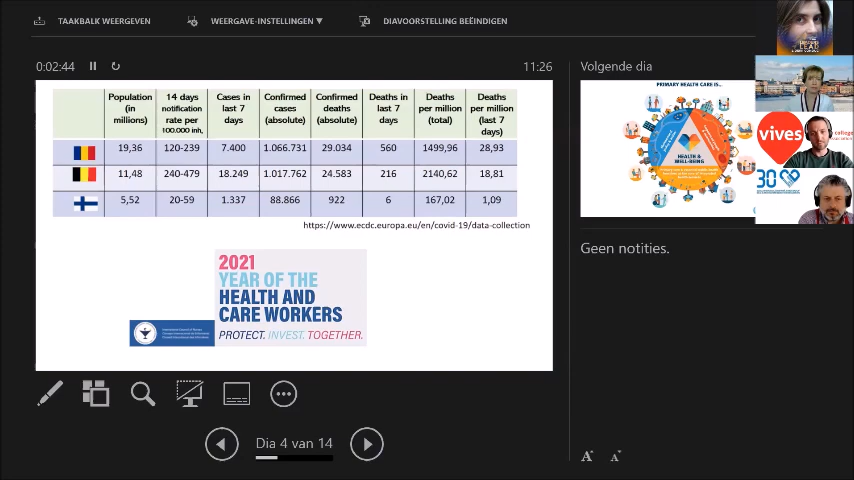 TAAKBALK WEERGEVEN
WEERGAVE-INSTELLINGEN ▼
DIAVOORSTELLING BEËINDIGEN
0:02:44
11:26
Population (in millions)
14 days notification rate per 100.000 inh,
Cases in last 7 days
Confirmed cases (absolute)
Confirmed deaths (absolute)
Deaths in last 7 days
Deaths per million (total)
Deaths per million (last 7 days)
19,36 120-239 7.400 1.066.731 29.034 560 1499,96 28,93
11,48 240-479 18.249 1.017.762 24.583 216 2140,62 18,81
5,52 20-59 1.337 88.866 922 6 167,02 1,09
https://www.ecdc.europa.eu/en/covid-19/data-collection
2021
YEAR OF THE
HEALTH AND
CARE WORKERS
PROTECT. INVEST. TOGETHER.
Dia 4 van 14
Volgende dia
PRIMARY HEALTH CARE IS...
HEALTH &
WELL-BEING
Geen notities.
vives
30